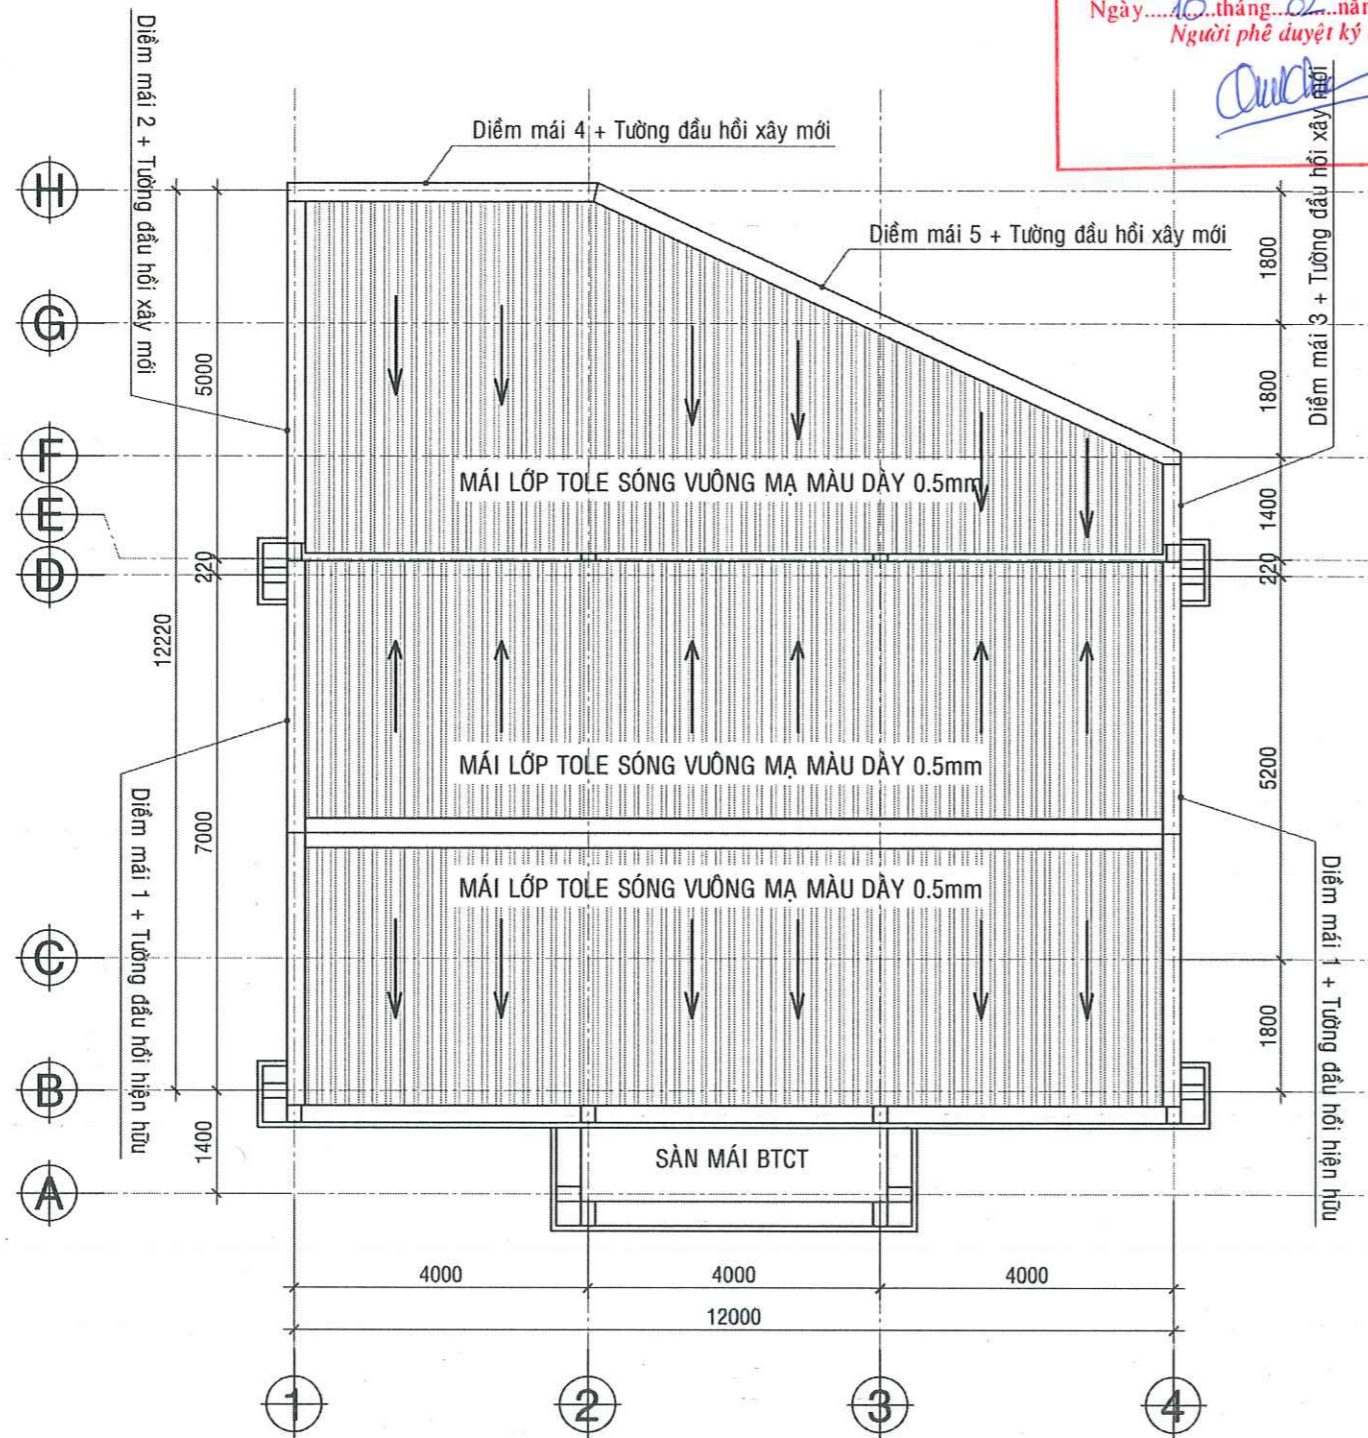 Ngày.....10.....tháng.....02.....năm
Người phê duyệt ký
Diềm mái 2 + Tường đầu hồi xây mới
Diềm mái 4 + Tường đầu hồi xây mới
Diềm mái 5 + Tường đầu hồi xây mới
Diềm mái 3 + Tường đầu hồi xây mới
H
G
F
E
D
C
B
A
5000
220
12220
7000
1400
1800
1800
1400
220
5200
1800
MÁI LỚP TOLE SÓNG VUÔNG MẠ MÀU DÀY 0.5mm
MÁI LỚP TOLE SÓNG VUÔNG MẠ MÀU DÀY 0.5mm
MÁI LỚP TOLE SÓNG VUÔNG MẠ MÀU DÀY 0.5mm
Diềm mái 1 + Tường đầu hồi hiện hữu
Diềm mái 1 + Tường đầu hồi hiện hữu
SÀN MÁI BTCT
4000
4000
4000
12000
1
2
3
4